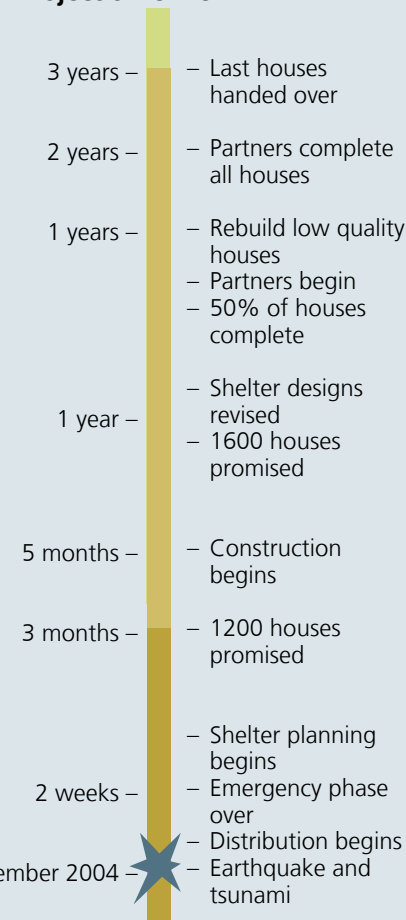 3 years –
– Last houses
handed over
2 years –
– Partners complete
all houses
1 years –
– Rebuild low quality
houses
– Partners begin
– 50% of houses
complete
– Shelter designs
revised
1 year –
– 1600 houses
promised
5 months –
– Construction
begins
3 months –
– 1200 houses
promised
– Shelter planning
begins
2 weeks –
– Emergency phase
over
– Distribution begins
2004 –
– Earthquake and
tsunami